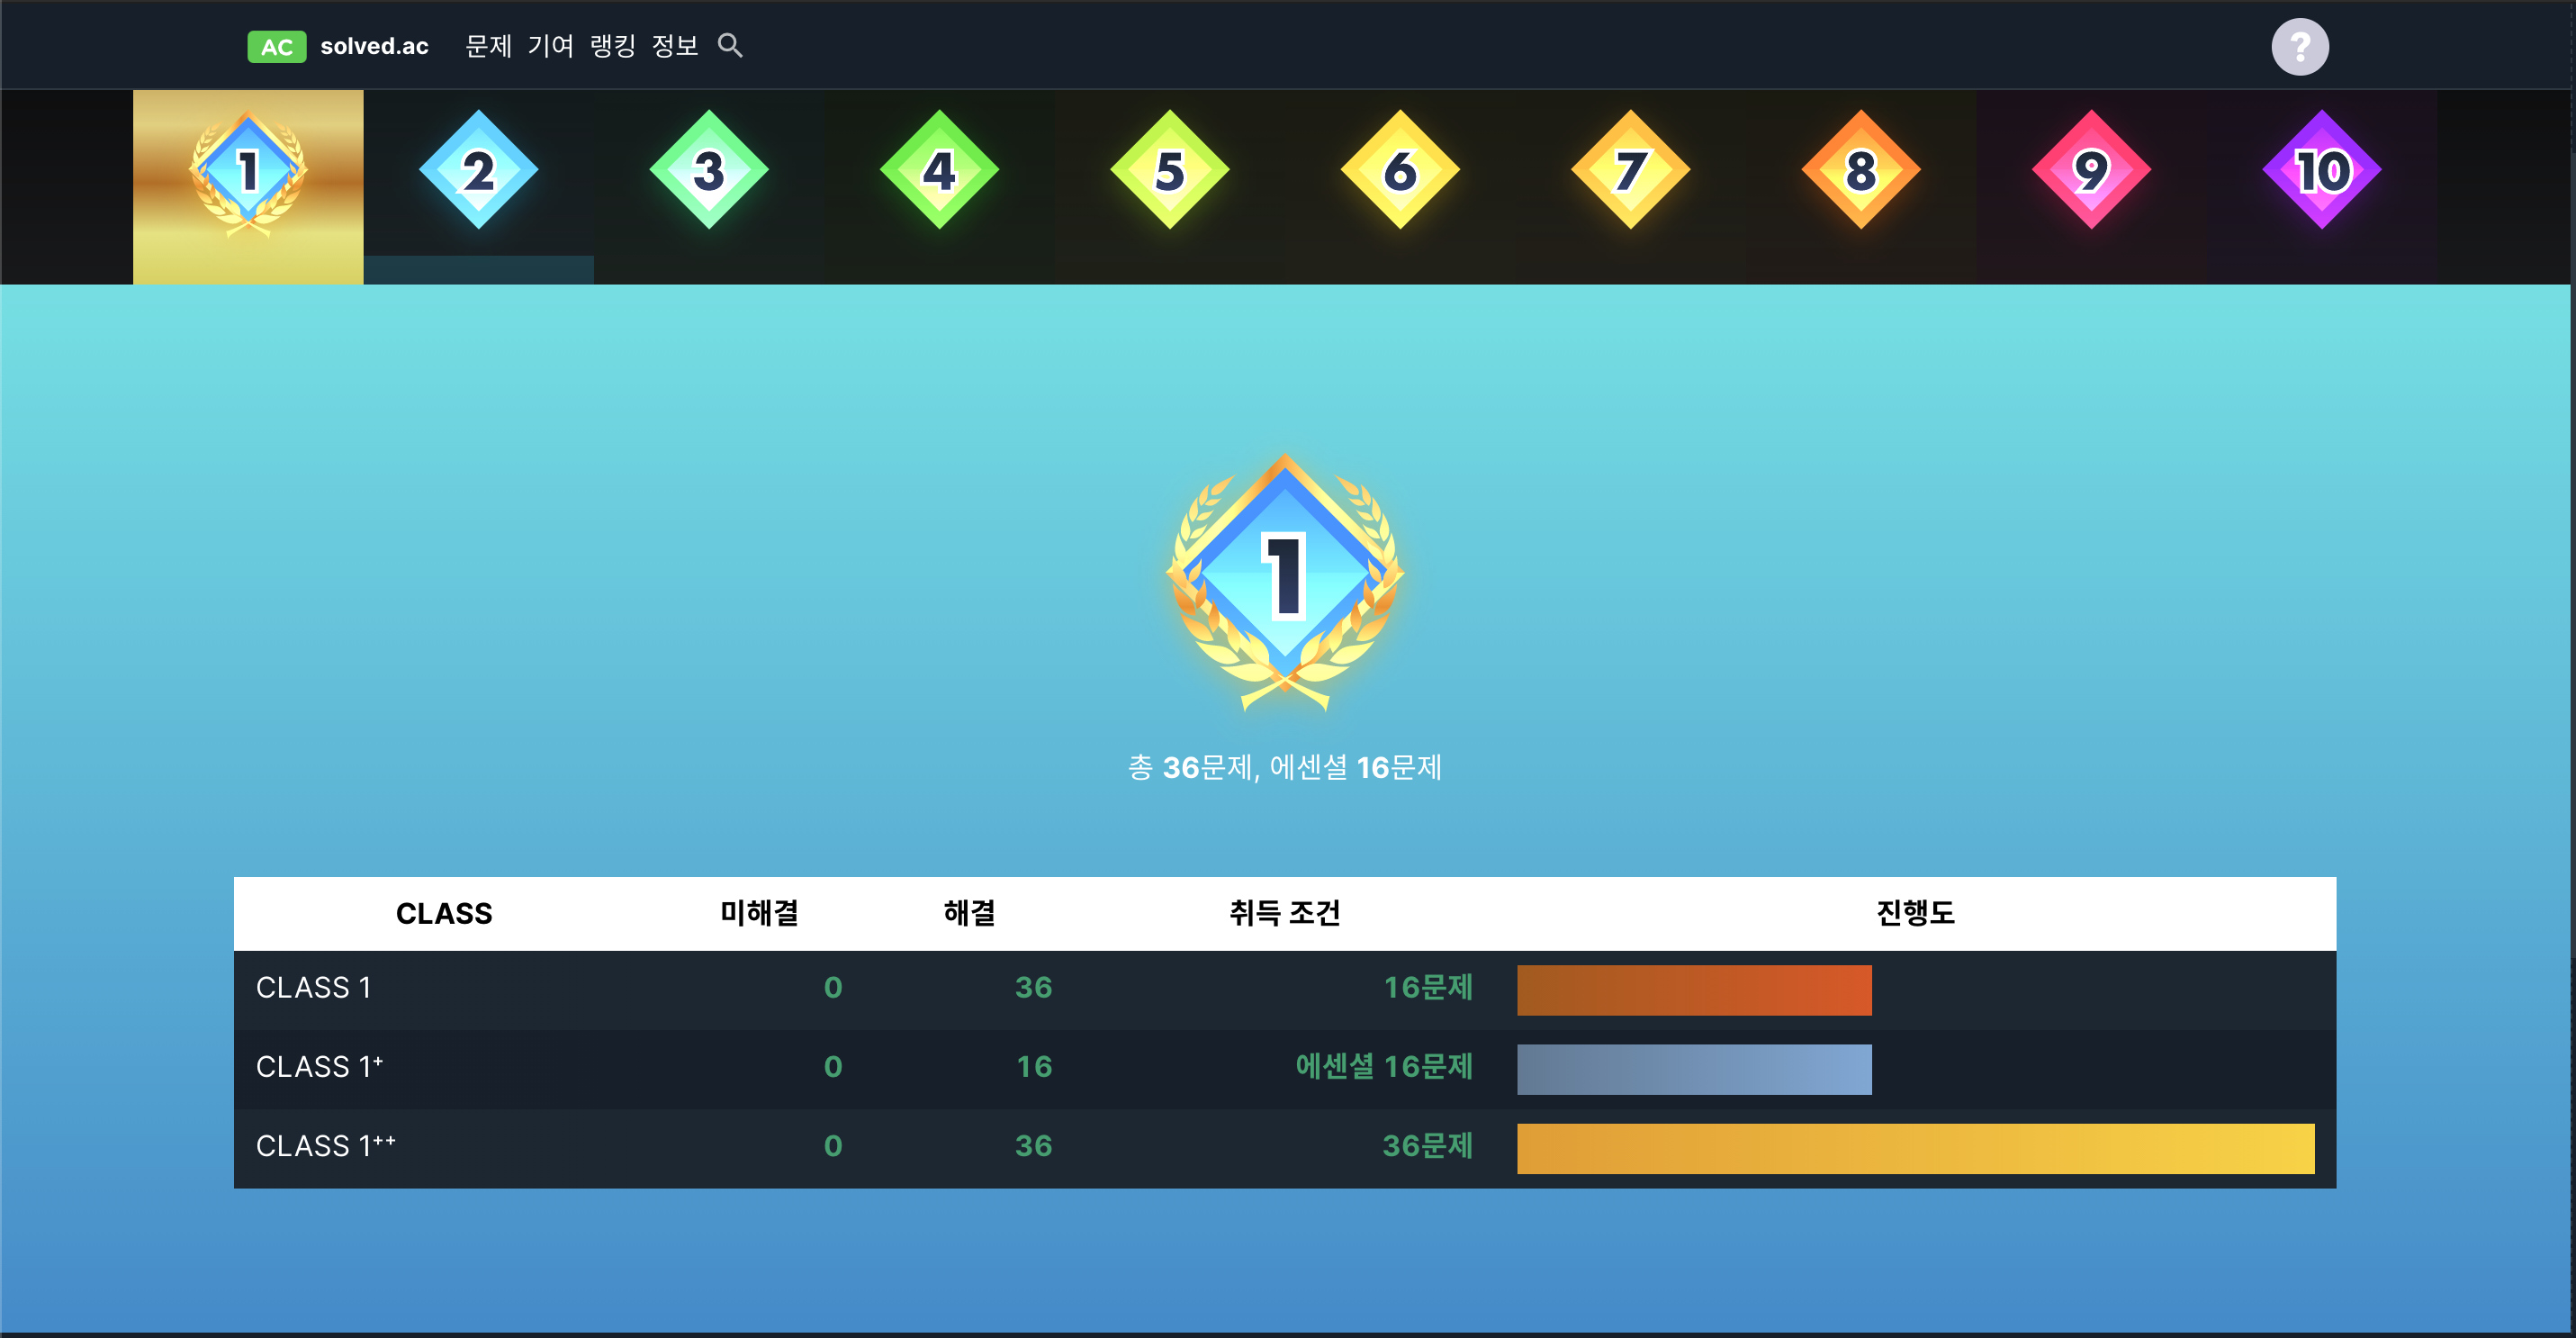 AC solved.ac 문제 기여 랭킹 정보 ?
1 2 3 4 5 6 7 8 9 10
1
총 36문제, 에센셜 16문제
CLASS 미해결 해결 취득 조건 진행도
CLASS 1 0 36 16문제
CLASS 1⁺ 0 16 에센셜 16문제
CLASS 1⁺⁺ 0 36 36문제